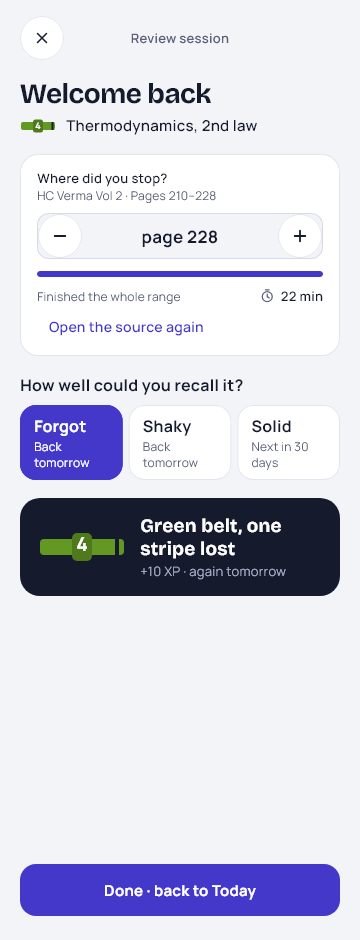 Review session
Welcome back
4
Thermodynamics, 2nd law
Where did you stop?
HC Verma Vol 2 · Pages 210–228
page 228
Finished the whole range
22 min
Open the source again
How well could you recall it?
Forgot
Back
tomorrow
Shaky
Back
tomorrow
Solid
Next in 30
days
4
Green belt, one
stripe lost
+10 XP · again tomorrow
Done · back to Today